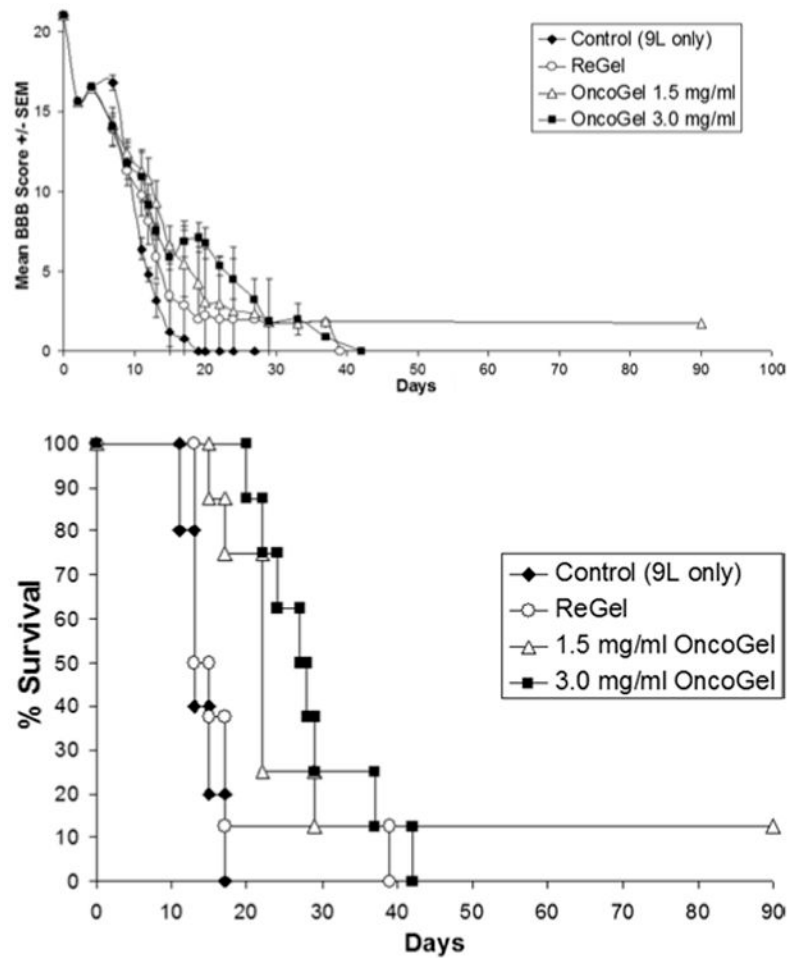 Mean BBB Score +/- SEM
20
15
10
5
0
0 10 20 30 40 50 60 70 80 90 100
Days
Control (9L only)
ReGel
OncoGel 1.5 mg/ml
OncoGel 3.0 mg/ml
% Survival
100
90
80
70
60
50
40
30
20
10
0
0 10 20 30 40 50 60 70 80 90
Days
Control (9L only)
ReGel
1.5 mg/ml OncoGel
3.0 mg/ml OncoGel